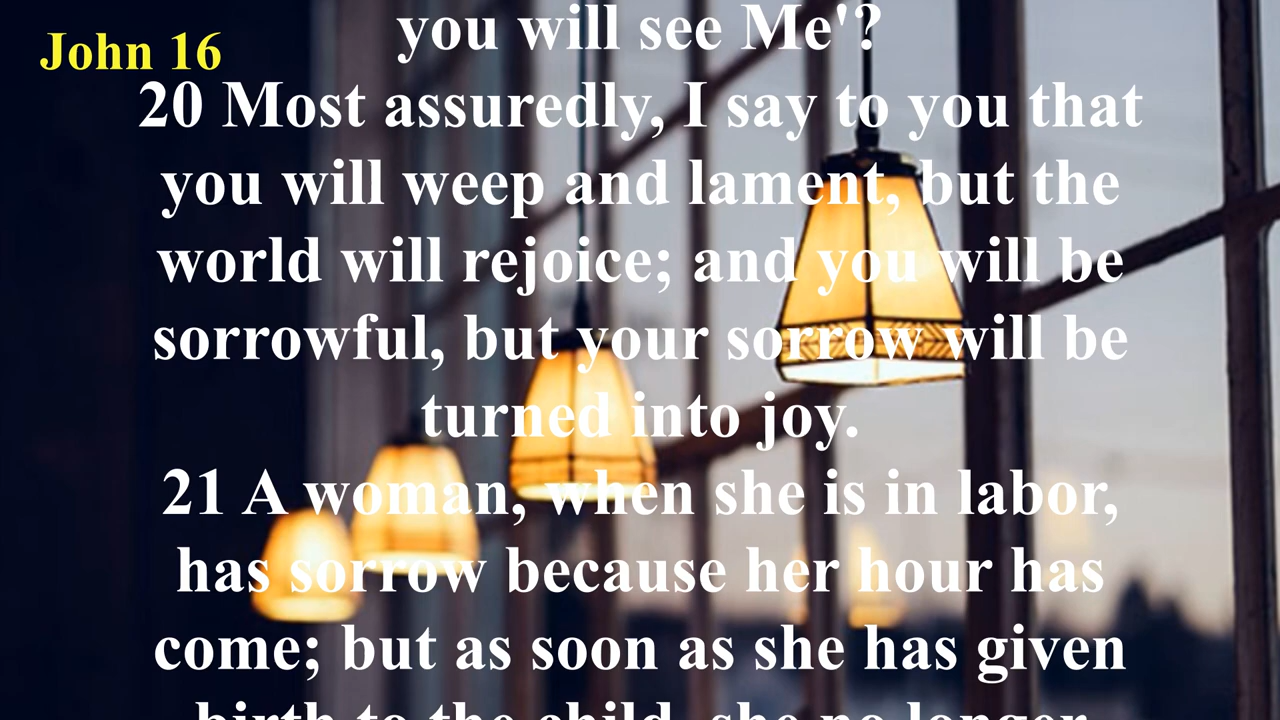 John 16
you will see Me'?
20 Most assuredly, I say to you that
you will weep and lament, but the
world will rejoice; and you will be
sorrowful, but your sorrow will be
turned into joy.
21 A woman, when she is in labor,
has sorrow because her hour has
come; but as soon as she has given
birth to the child, she no longer